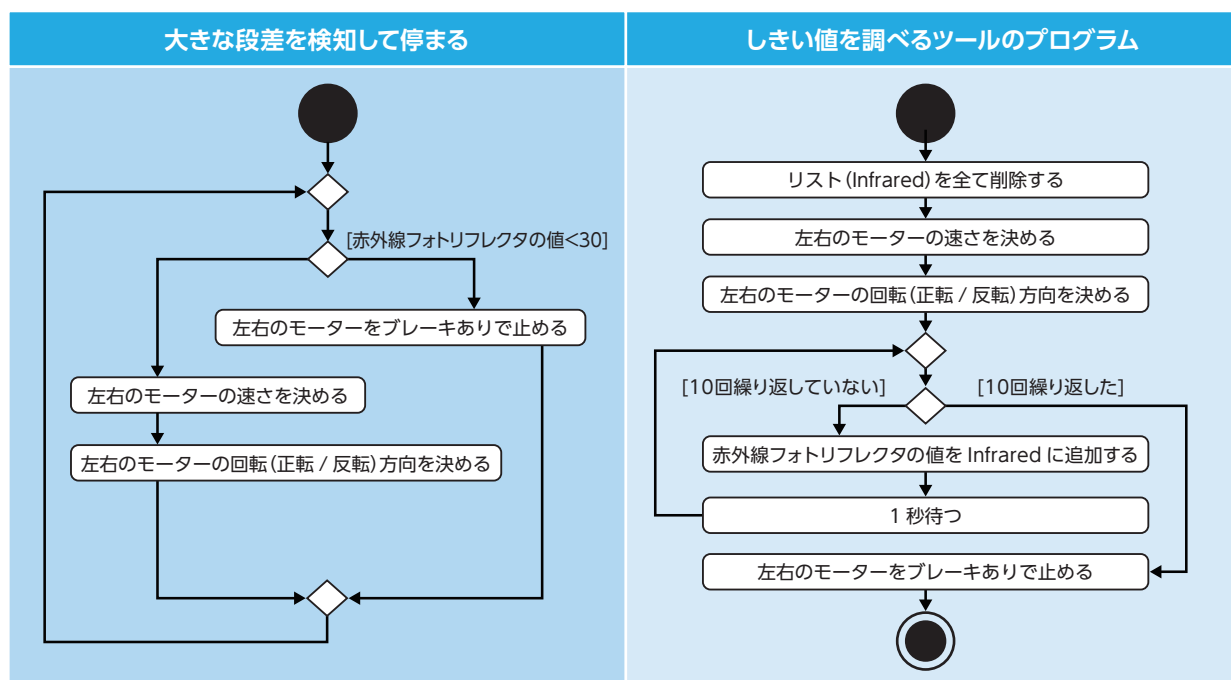 大きな段差を検知して停まる
[赤外線フォトリフレクタの値<30]
左右のモーターをブレーキありで止める
左右のモーターの速さを決める
左右のモーターの回転(正転 / 反転)方向を決める
しきい値を調べるツールのプログラム
リスト(Infrared)を全て削除する
左右のモーターの速さを決める
左右のモーターの回転(正転 / 反転)方向を決める
[10回繰り返していない]
[10回繰り返した]
赤外線フォトリフレクタの値を Infrared に追加する
1 秒待つ
左右のモーターをブレーキありで止める